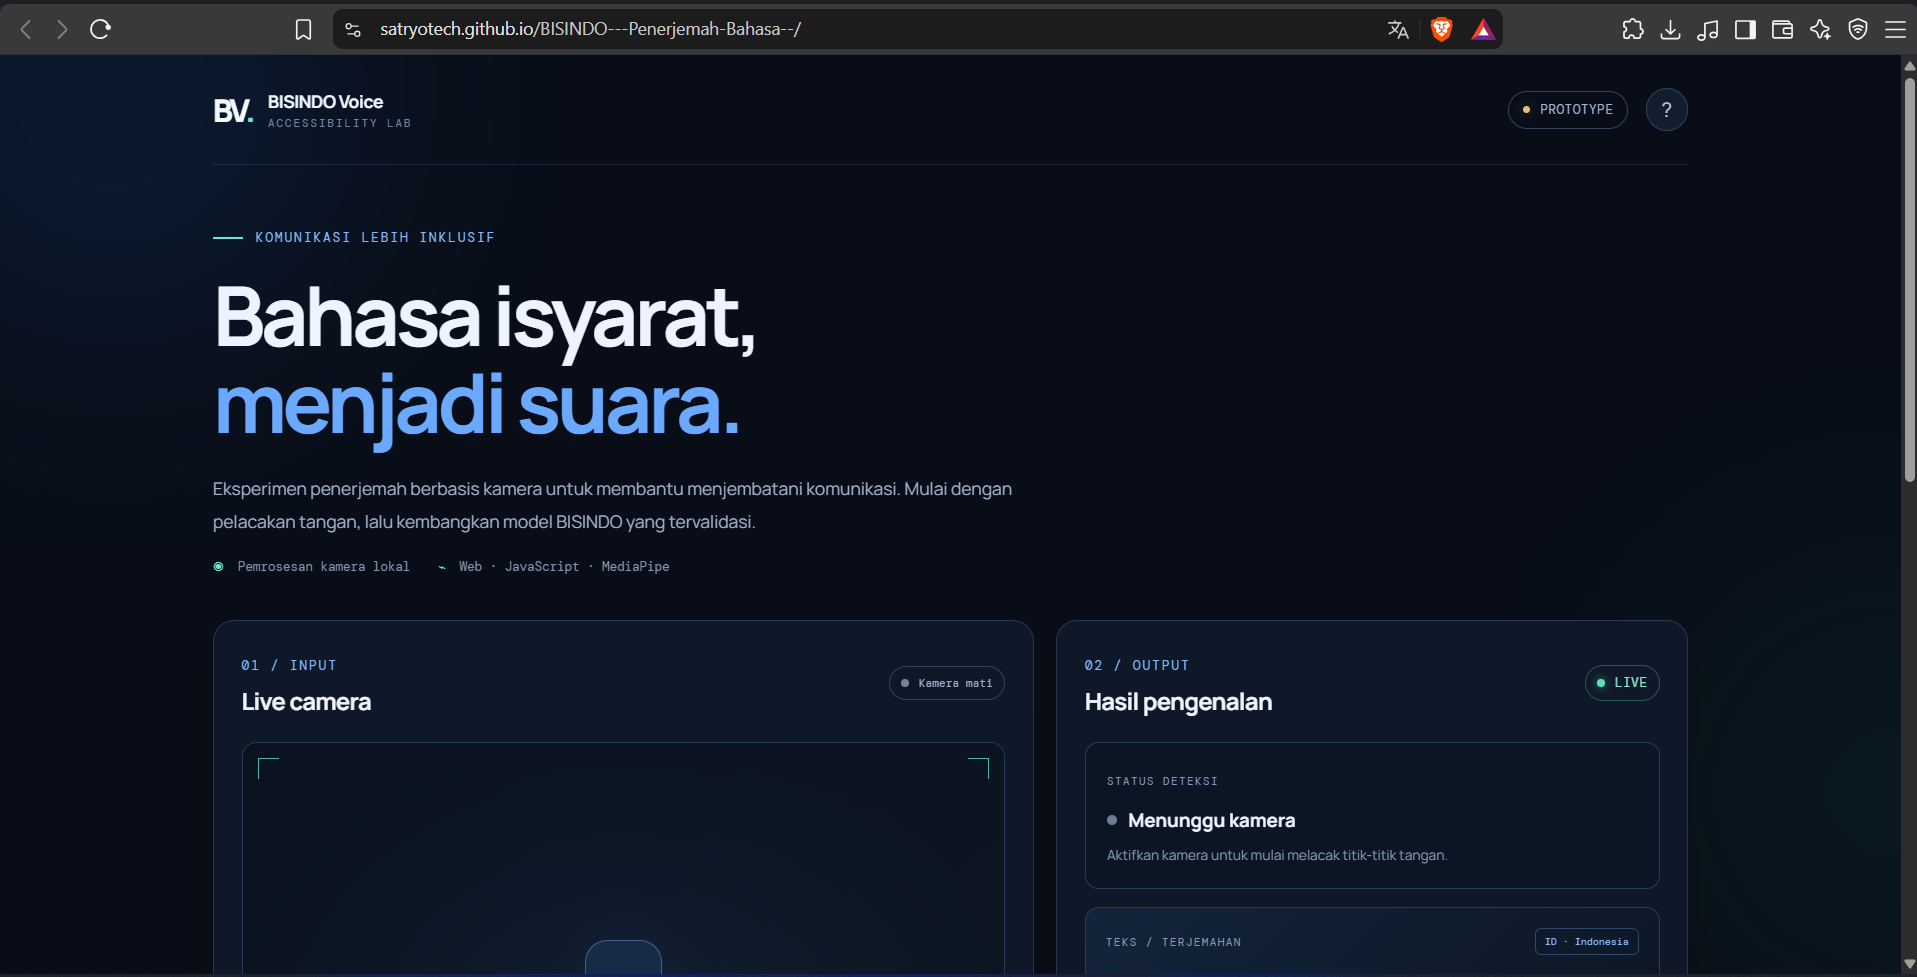 satryotech.github.io/BISINDO---Penerjemah-Bahasa--/
BV.
BISINDO Voice
ACCESSIBILITY LAB
PROTOTYPE
?
KOMUNIKASI LEBIH INKLUSIF
Bahasa isyarat,
menjadi suara.
Eksperimen penerjemah berbasis kamera untuk membantu menjembatani komunikasi. Mulai dengan
pelacakan tangan, lalu kembangkan model BISINDO yang tervalidasi.
Pemrosesan kamera lokal
Web · JavaScript · MediaPipe
01 / INPUT
Live camera
Kamera mati
02 / OUTPUT
Hasil pengenalan
LIVE
STATUS DETEKSI
Menunggu kamera
Aktifkan kamera untuk mulai melacak titik-titik tangan.
TEKS / TERJEMAHAN
ID · Indonesia